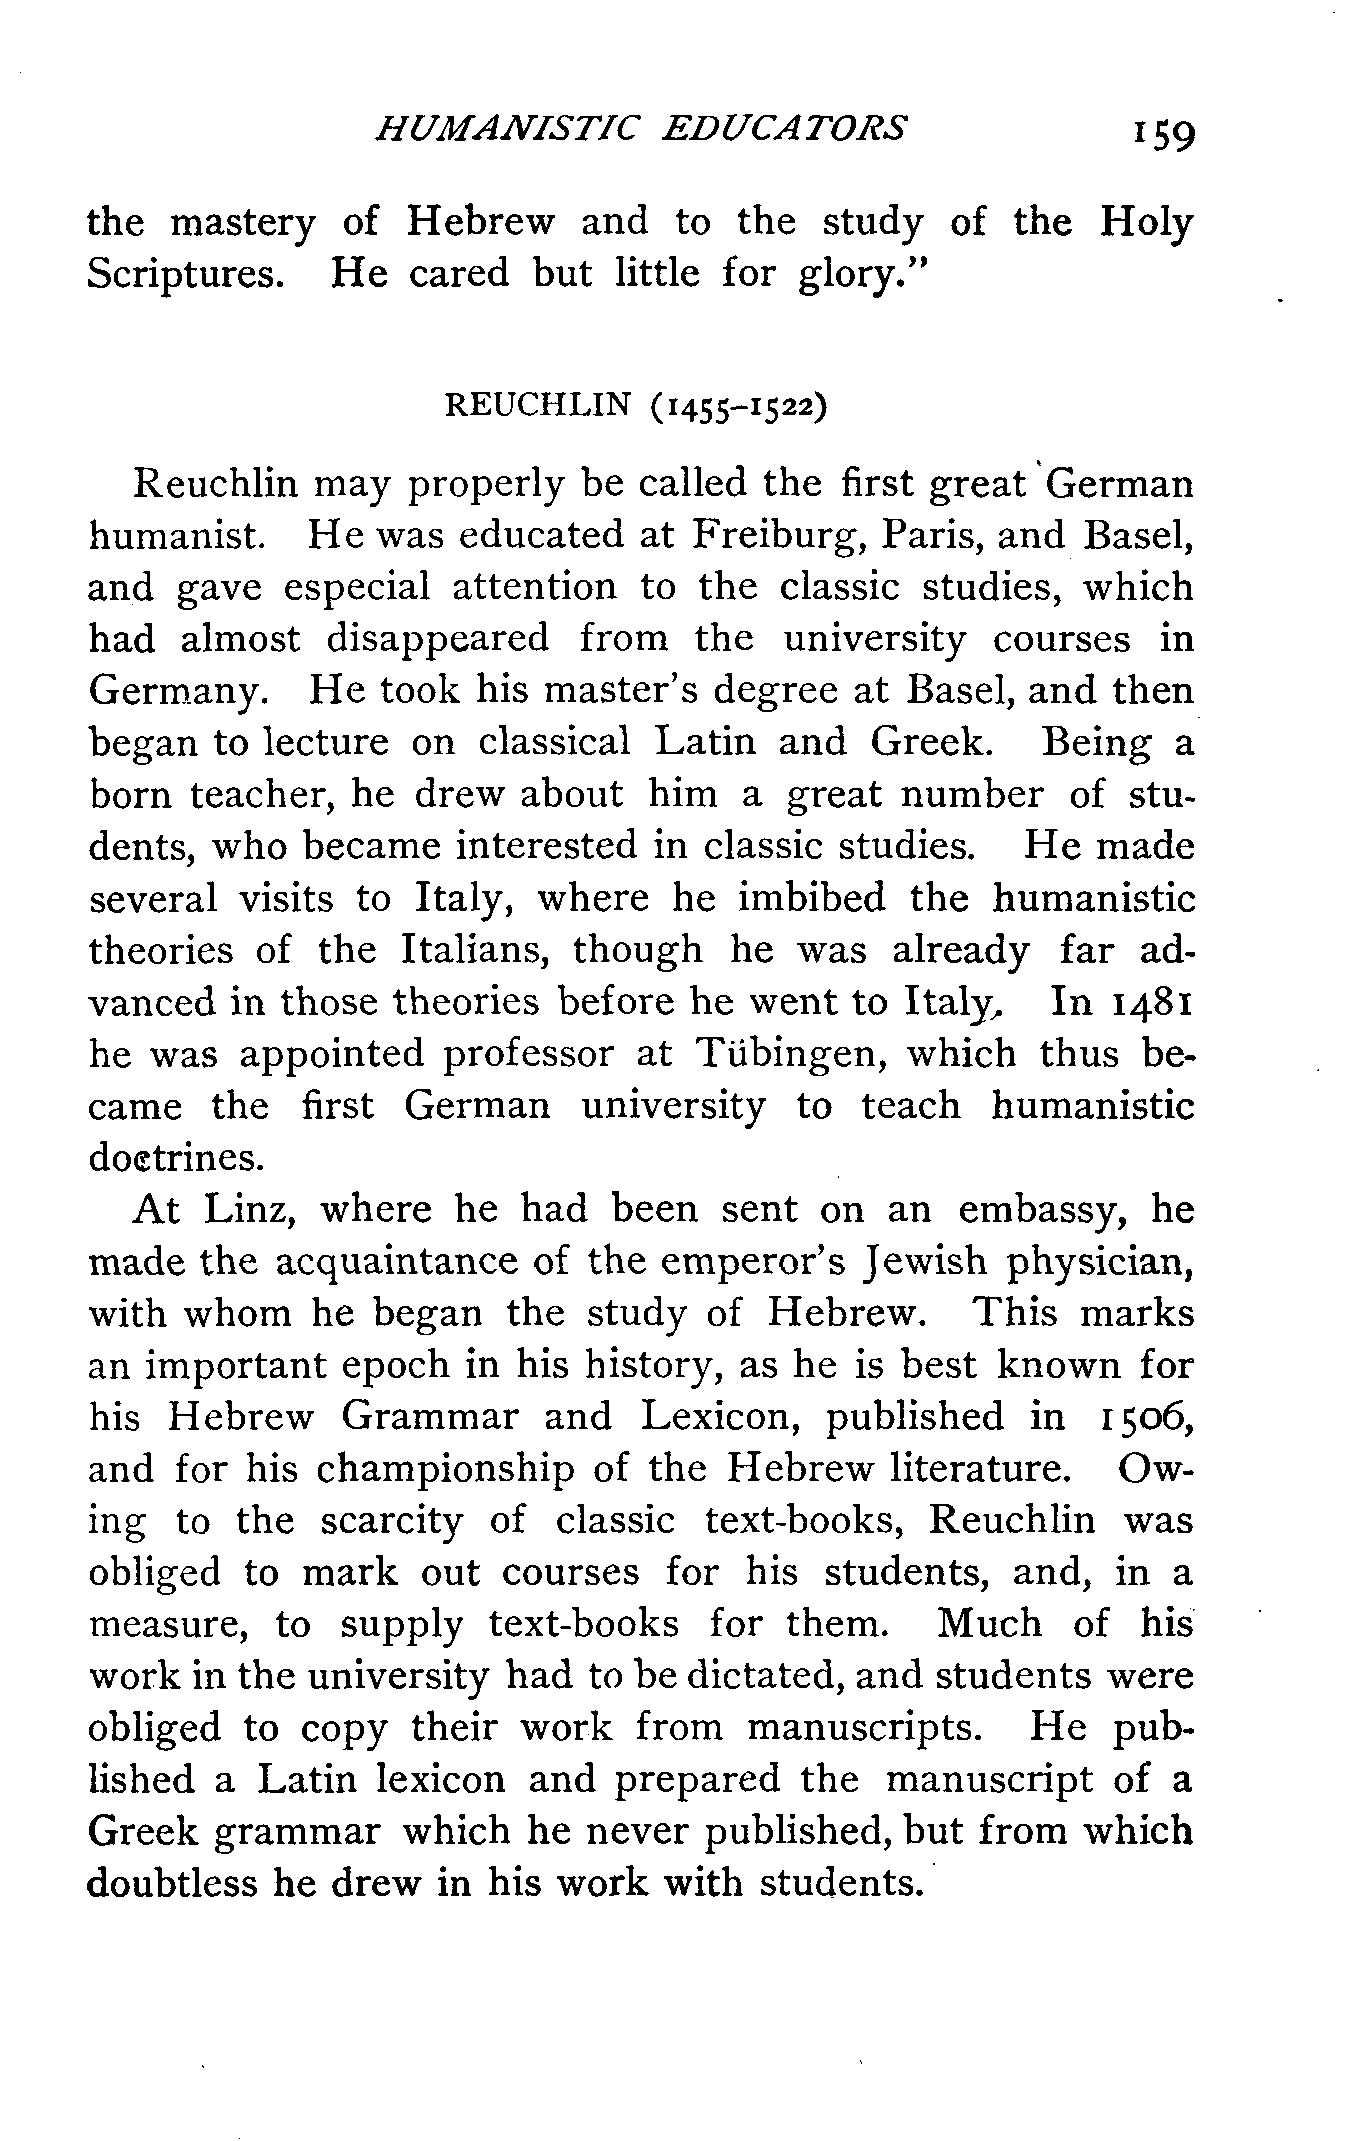 HUMANISTIC EDUCATORS 159
the mastery of Hebrew and to the study of the Holy
Scriptures. He cared but little for glory."
REUCHLIN (1455–1522)
Reuchlin may properly be called the first great German
humanist. He was educated at Freiburg, Paris, and Basel,
and gave especial attention to the classic studies, which
had almost disappeared from the university courses in
Germany. He took his master's degree at Basel, and then
began to lecture on classical Latin and Greek. Being a
born teacher, he drew about him a great number of stu-
dents, who became interested in classic studies. He made
several visits to Italy, where he imbibed the humanistic
theories of the Italians, though he was already far ad-
vanced in those theories before he went to Italy. In 1481
he was appointed professor at Tübingen, which thus be-
came the first German university to teach humanistic
doctrines.
At Linz, where he had been sent on an embassy, he
made the acquaintance of the emperor's Jewish physician,
with whom he began the study of Hebrew. This marks
an important epoch in his history, as he is best known for
his Hebrew Grammar and Lexicon, published in 1506,
and for his championship of the Hebrew literature. Ow-
ing to the scarcity of classic text-books, Reuchlin was
obliged to mark out courses for his students, and, in a
measure, to supply text-books for them. Much of his
work in the university had to be dictated, and students were
obliged to copy their work from manuscripts. He pub-
lished a Latin lexicon and prepared the manuscript of a
Greek grammar which he never published, but from which
doubtless he drew in his work with students.